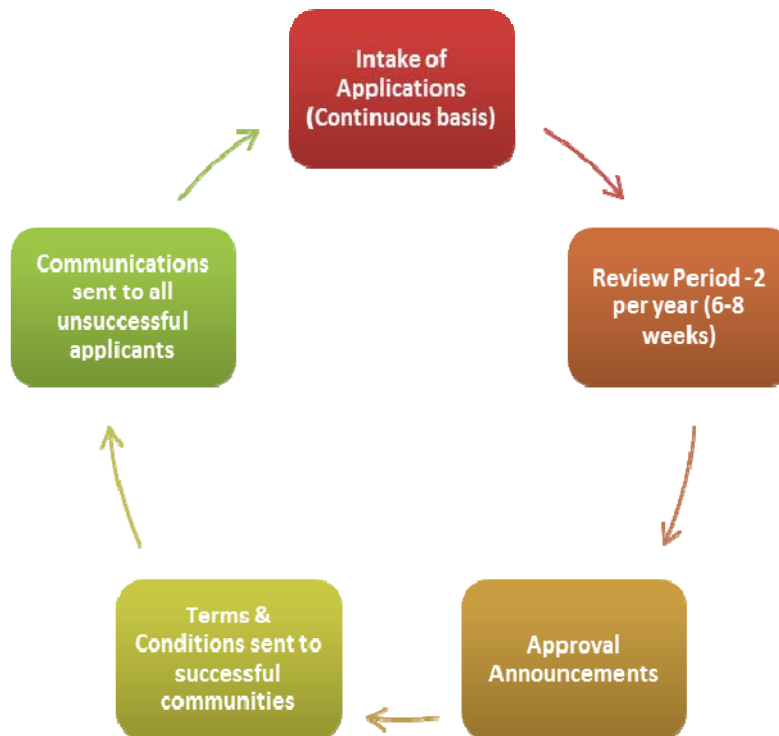 Intake of
Applications
(Continuous basis)
Review Period -2
per year (6-8
weeks)
Approval
Announcements
Terms &
Conditions sent to
successful
communities
Communications
sent to all
unsuccessful
applicants